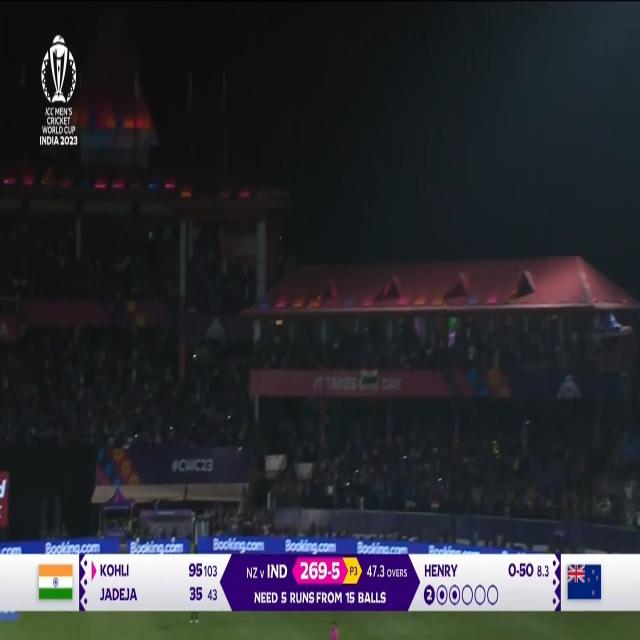 ICC MEN'S
CRICKET
WORLD CUP
INDIA 2023
IT TAKES ONE DAY
#CWC23
Booking.com Booking.com Booking.com Booking.com Booking.com
KOHLI 95 103
JADEJA 35 43
NZ v IND 269-5 P3 47.3 OVERS
NEED 5 RUNS FROM 15 BALLS
HENRY 0-50 8.3
2